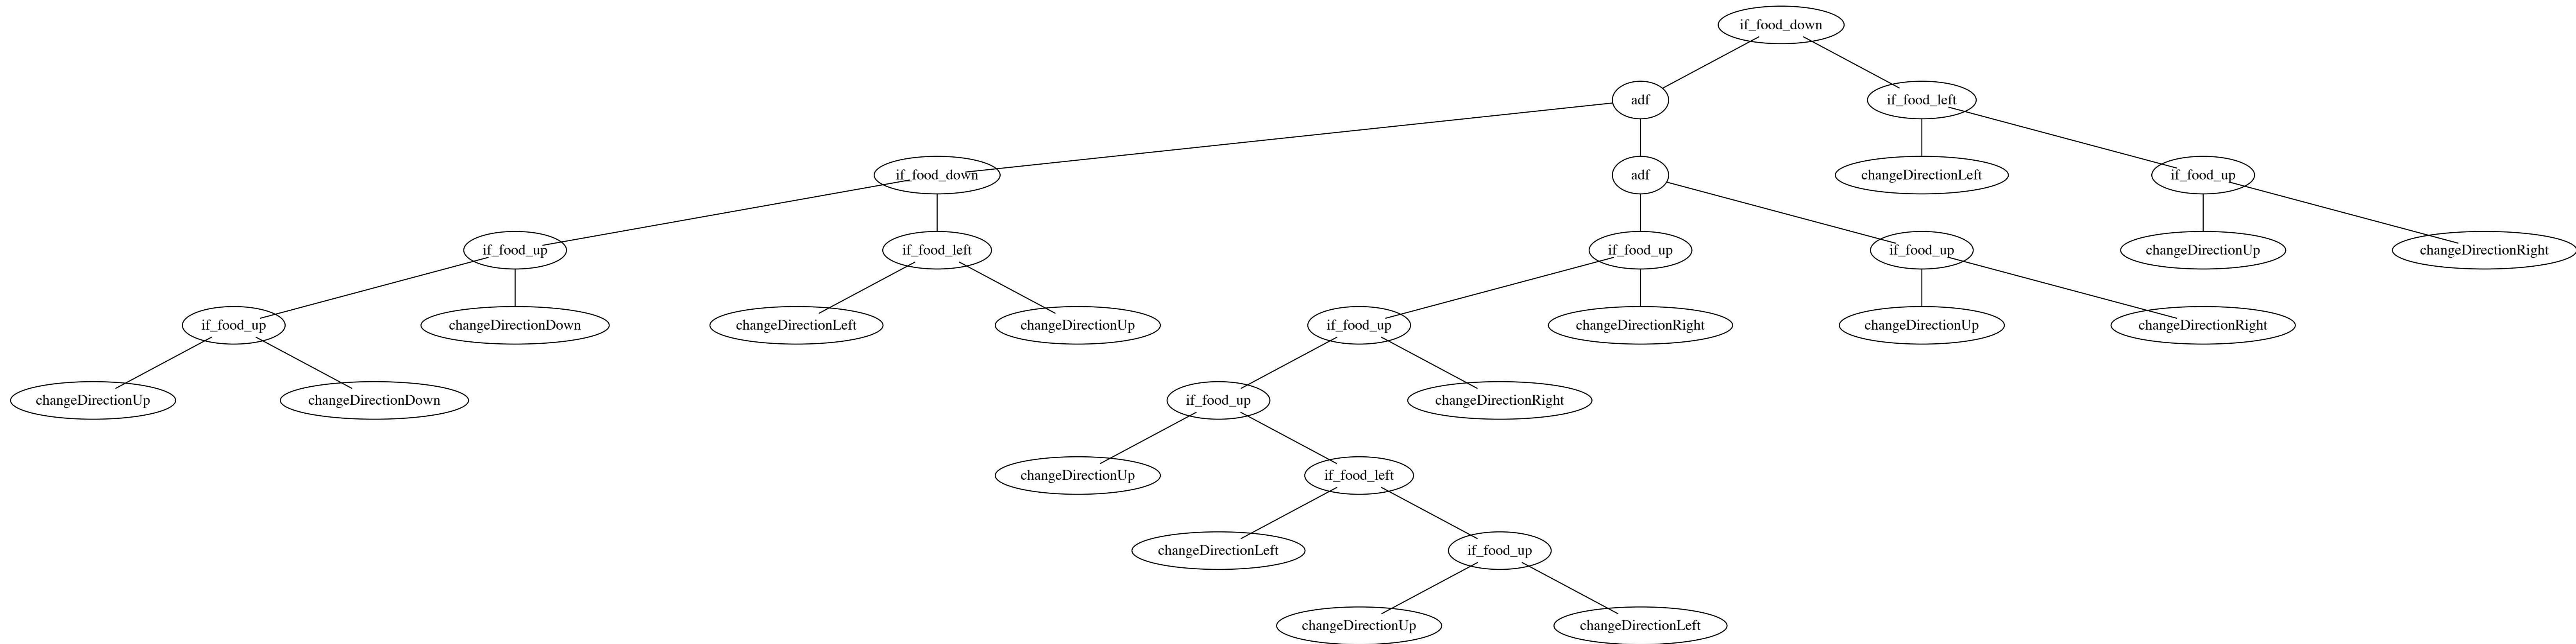 if_food_down
adf
if_food_left
if_food_down
adf
changeDirectionLeft
if_food_up
if_food_up
if_food_left
if_food_up
if_food_up
changeDirectionUp
changeDirectionRight
if_food_up
changeDirectionDown
changeDirectionLeft
changeDirectionUp
if_food_up
changeDirectionRight
changeDirectionUp
changeDirectionRight
changeDirectionUp
changeDirectionDown
if_food_up
changeDirectionRight
changeDirectionUp
if_food_left
changeDirectionLeft
if_food_up
changeDirectionUp
changeDirectionLeft